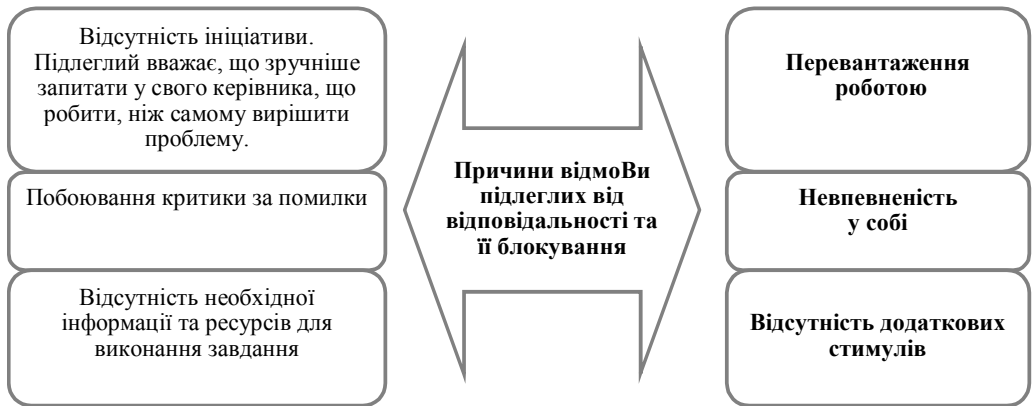 Відсутність ініціативи.
Підлеглий вважає, що зручніше
запитати у свого керівника, що
робити, ніж самому вирішити
проблему.
Побоювання критики за помилки
Відсутність необхідної
інформації та ресурсів для
виконання завдання
Причини відмоВи
підлеглих від
відповідальності та
її блокування
Перевантаження
роботою
Невпевненість
у собі
Відсутність додаткових
стимулів